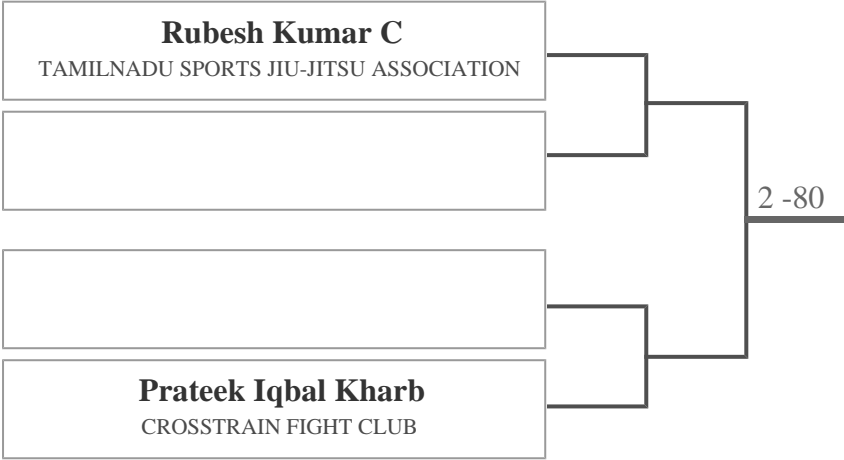 Rubesh Kumar C
TAMILNADU SPORTS JIU-JITSU ASSOCIATION
2 -80
Prateek Iqbal Kharb
CROSSTRAIN FIGHT CLUB